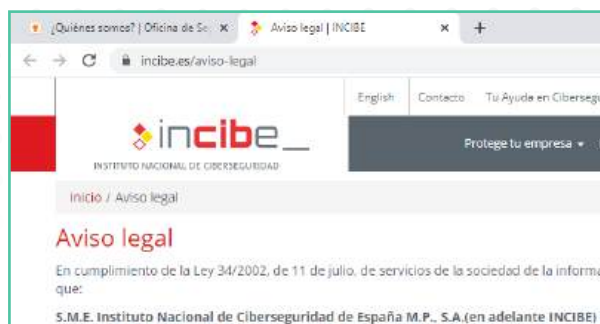 ¿Quiénes somos? | Oficina de Se
Aviso legal | INCIBE
incibe.es/aviso-legal
English Contacto Tu Ayuda en Cibersegu
incibe_
INSTITUTO NACIONAL DE CIBERSEGURIDAD
Protege tu empresa
Inicio / Aviso legal
Aviso legal
En cumplimiento de la Ley 34/2002, de 11 de julio, de servicios de la sociedad de la informa
que:
S.M.E. Instituto Nacional de Ciberseguridad de España M.P., S.A.(en adelante INCIBE)